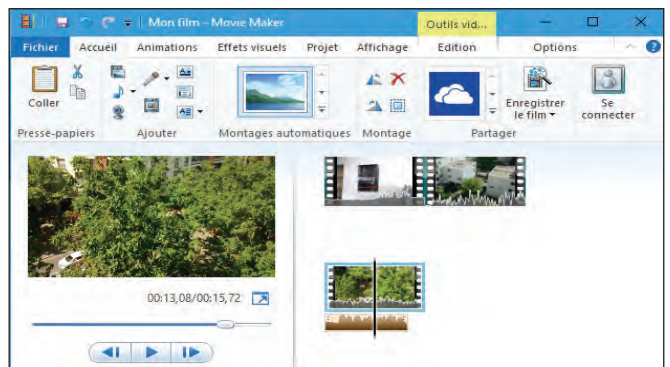 Mon film - Movie Maker
Outils vid...
Fichier Accueil Animations Effets visuels Projet Affichage Edition Options
Coller
Enregistrer
le film
Se
connecter
Presse-papiers Ajouter Montages automatiques Montage Partager
00:13,08/00:15,72